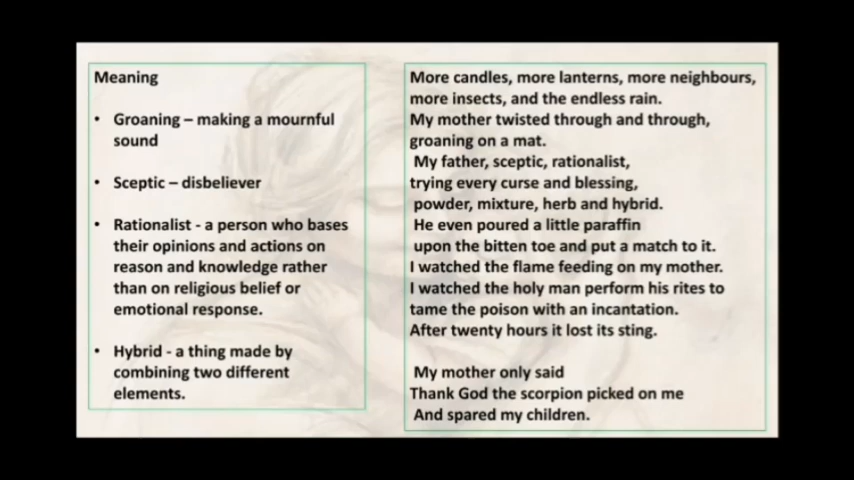 Meaning
• Groaning – making a mournful
sound
• Sceptic – disbeliever
• Rationalist - a person who bases
their opinions and actions on
reason and knowledge rather
than on religious belief or
emotional response.
• Hybrid - a thing made by
combining two different
elements.
More candles, more lanterns, more neighbours,
more insects, and the endless rain.
My mother twisted through and through,
groaning on a mat.
My father, sceptic, rationalist,
trying every curse and blessing,
powder, mixture, herb and hybrid.
He even poured a little paraffin
upon the bitten toe and put a match to it.
I watched the flame feeding on my mother.
I watched the holy man perform his rites to
tame the poison with an incantation.
After twenty hours it lost its sting.
My mother only said
Thank God the scorpion picked on me
And spared my children.